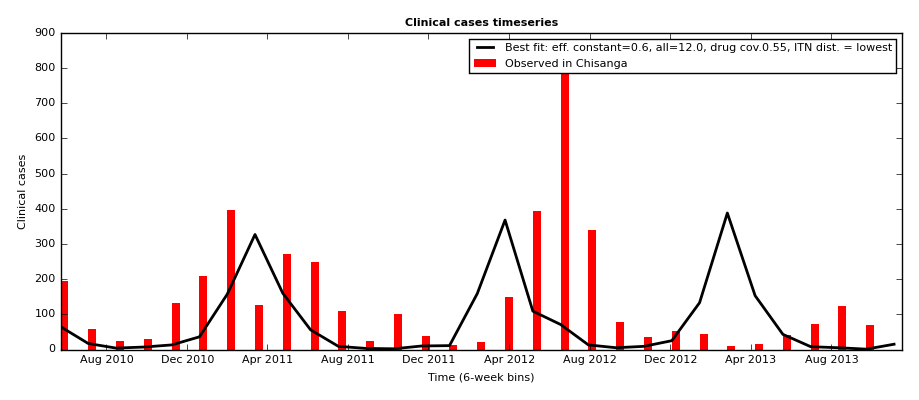 Clinical cases timeseries
Best fit: eff. constant=0.6, all=12.0, drug cov.0.55, ITN dist. = lowest
Observed in Chisanga
Clinical cases
900
800
700
600
500
400
300
200
100
0
Aug 2010 Dec 2010 Apr 2011 Aug 2011 Dec 2011 Apr 2012 Aug 2012 Dec 2012 Apr 2013 Aug 2013
Time (6-week bins)